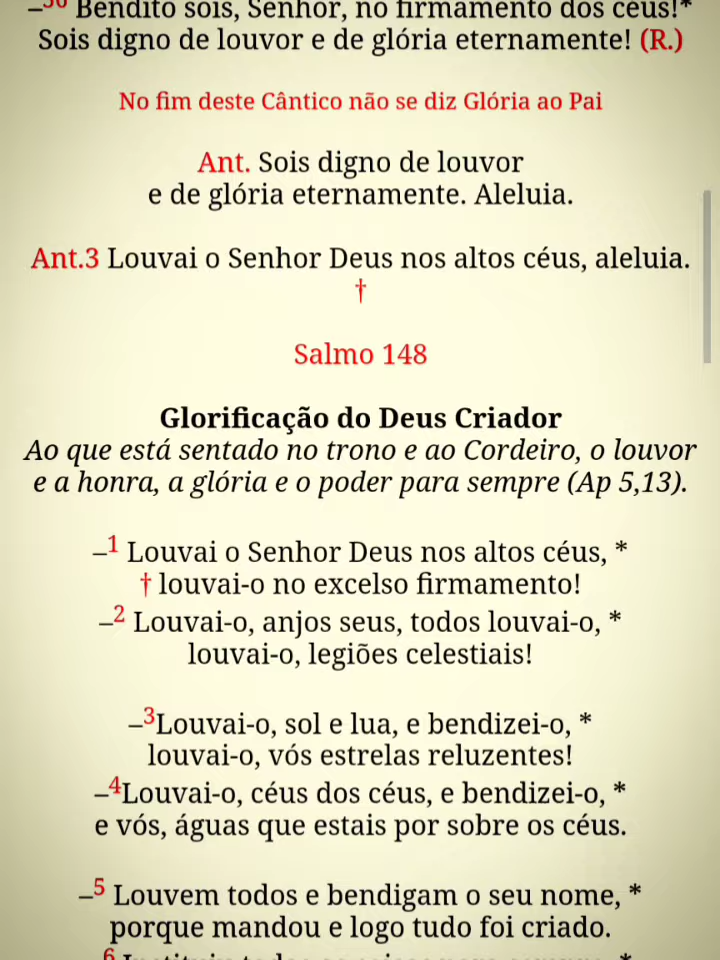 –56 Bendito sois, Senhor, no firmamento dos céus!*
Sois digno de louvor e de glória eternamente! (R.)
No fim deste Cântico não se diz Glória ao Pai
Ant. Sois digno de louvor
e de glória eternamente. Aleluia.
Ant.3 Louvai o Senhor Deus nos altos céus, aleluia.
†
Salmo 148
Glorificação do Deus Criador
Ao que está sentado no trono e ao Cordeiro, o louvor
e a honra, a glória e o poder para sempre (Ap 5,13).
–1 Louvai o Senhor Deus nos altos céus, *
† louvai-o no excelso firmamento!
–2 Louvai-o, anjos seus, todos louvai-o, *
louvai-o, legiões celestiais!
–3Louvai-o, sol e lua, e bendizei-o, *
louvai-o, vós estrelas reluzentes!
–4Louvai-o, céus dos céus, e bendizei-o, *
e vós, águas que estais por sobre os céus.
–5 Louvem todos e bendigam o seu nome, *
porque mandou e logo tudo foi criado.